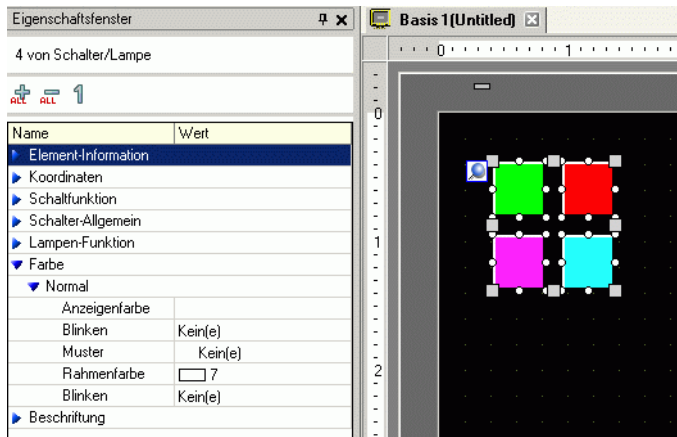 Eigenschaftsfenster
4 von Schalter/Lampe
ALL ALL 1
Name Wert
Element-Information
Koordinaten
Schaltfunktion
Schalter-Allgemein
Lampen-Funktion
Farbe
Normal
Anzeigenfarbe
Blinken Kein(e)
Muster Kein(e)
Rahmenfarbe 7
Blinken Kein(e)
Beschriftung
Basis 1(Untitled)
0 1
0
1
2